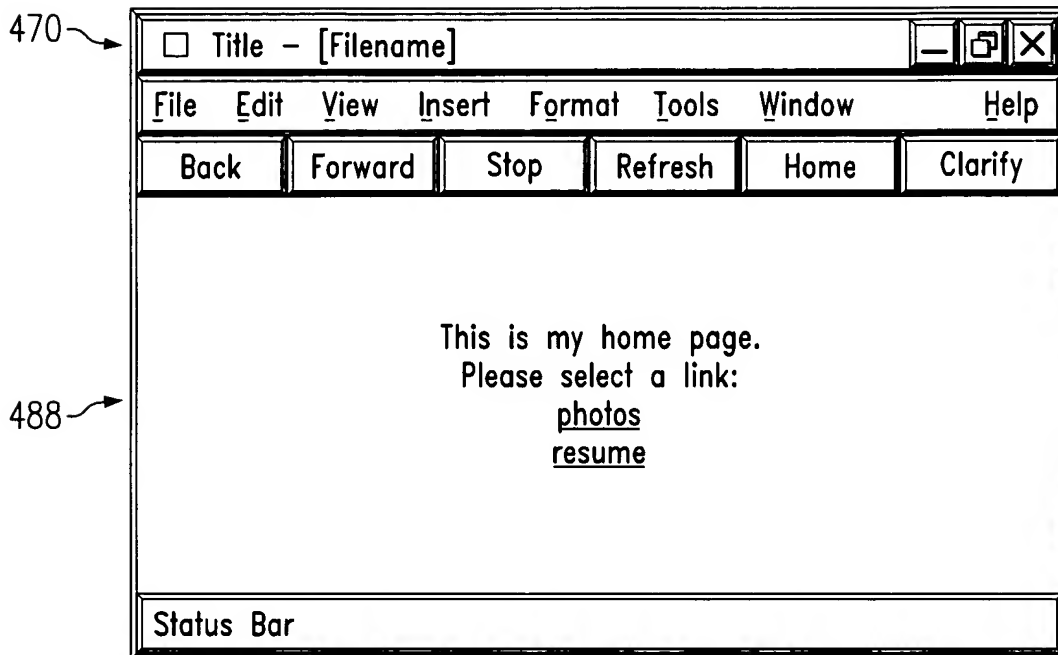 470
Title - [Filename]
File Edit View Insert Format Tools Window Help
Back Forward Stop Refresh Home Clarify
This is my home page.
Please select a link:
photos
488
resume
Status Bar